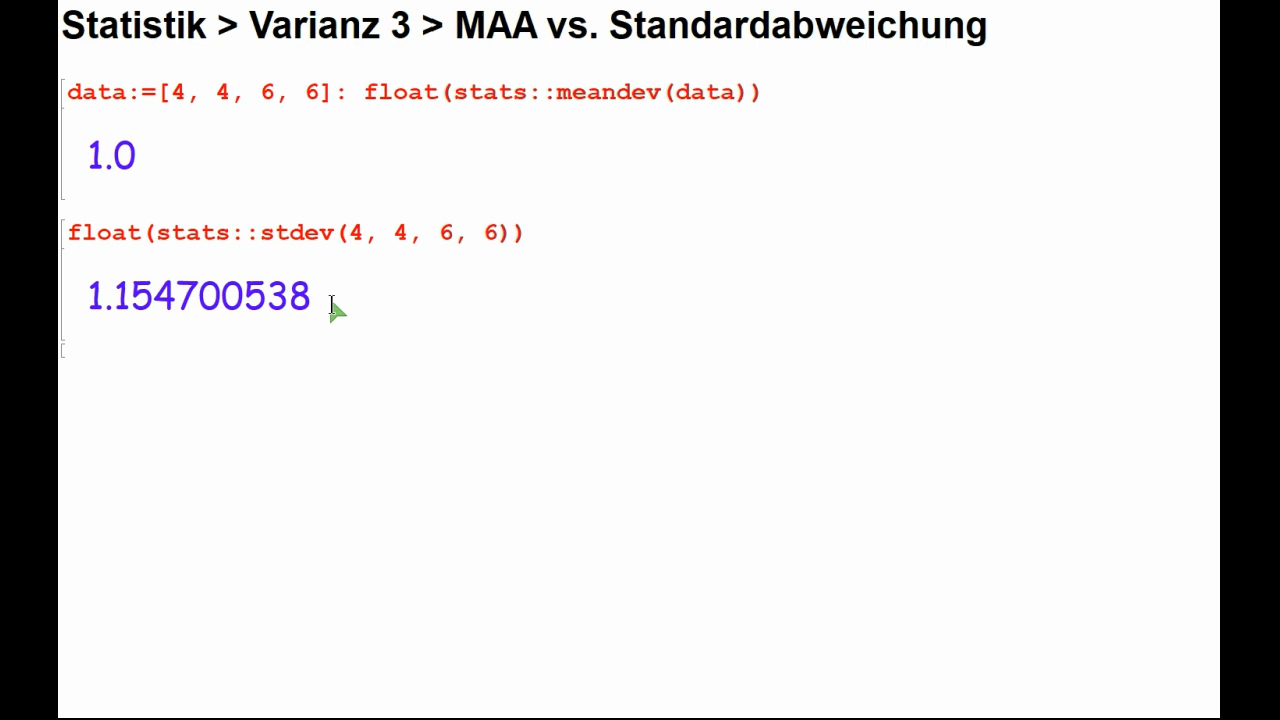 Statistik > Varianz 3 > MAA vs. Standardabweichung
data:=[4, 4, 6, 6]: float(stats::meandev(data))
1.0
float(stats::stdev(4, 4, 6, 6))
1.154700538